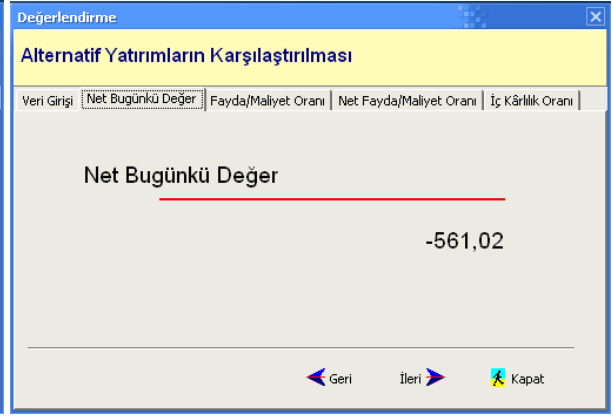 Değerlendirme
Alternatif Yatırımların Karşılaştırılması
Veri Girişi Net Bugünkü Değer Fayda/Maliyet Oranı Net Fayda/Maliyet Oranı İç Kârlılık Oranı
Net Bugünkü Değer
-561,02
Geri İleri Kapat